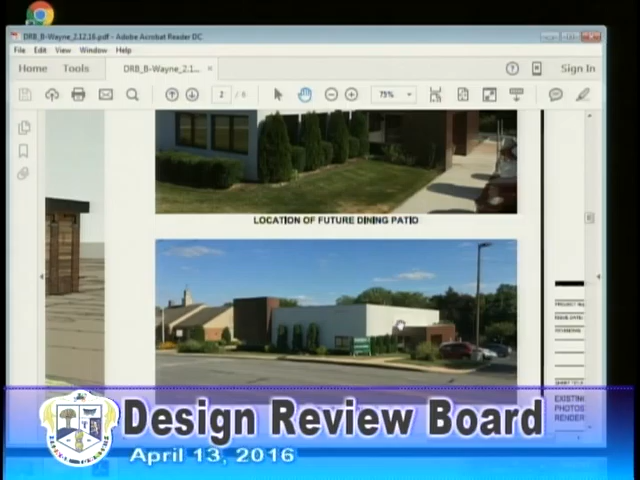 DRB_B-Wayne_2.12.16.pdf - Adobe Acrobat Reader DC
File Edit View Window Help
Home Tools DRB_B-Wayne_2.1... × Sign In
2 / 6 75%
LOCATION OF FUTURE DINING PATIO
EXISTIN
PHOTOS
RENDER
Design Review Board
April 13, 2016